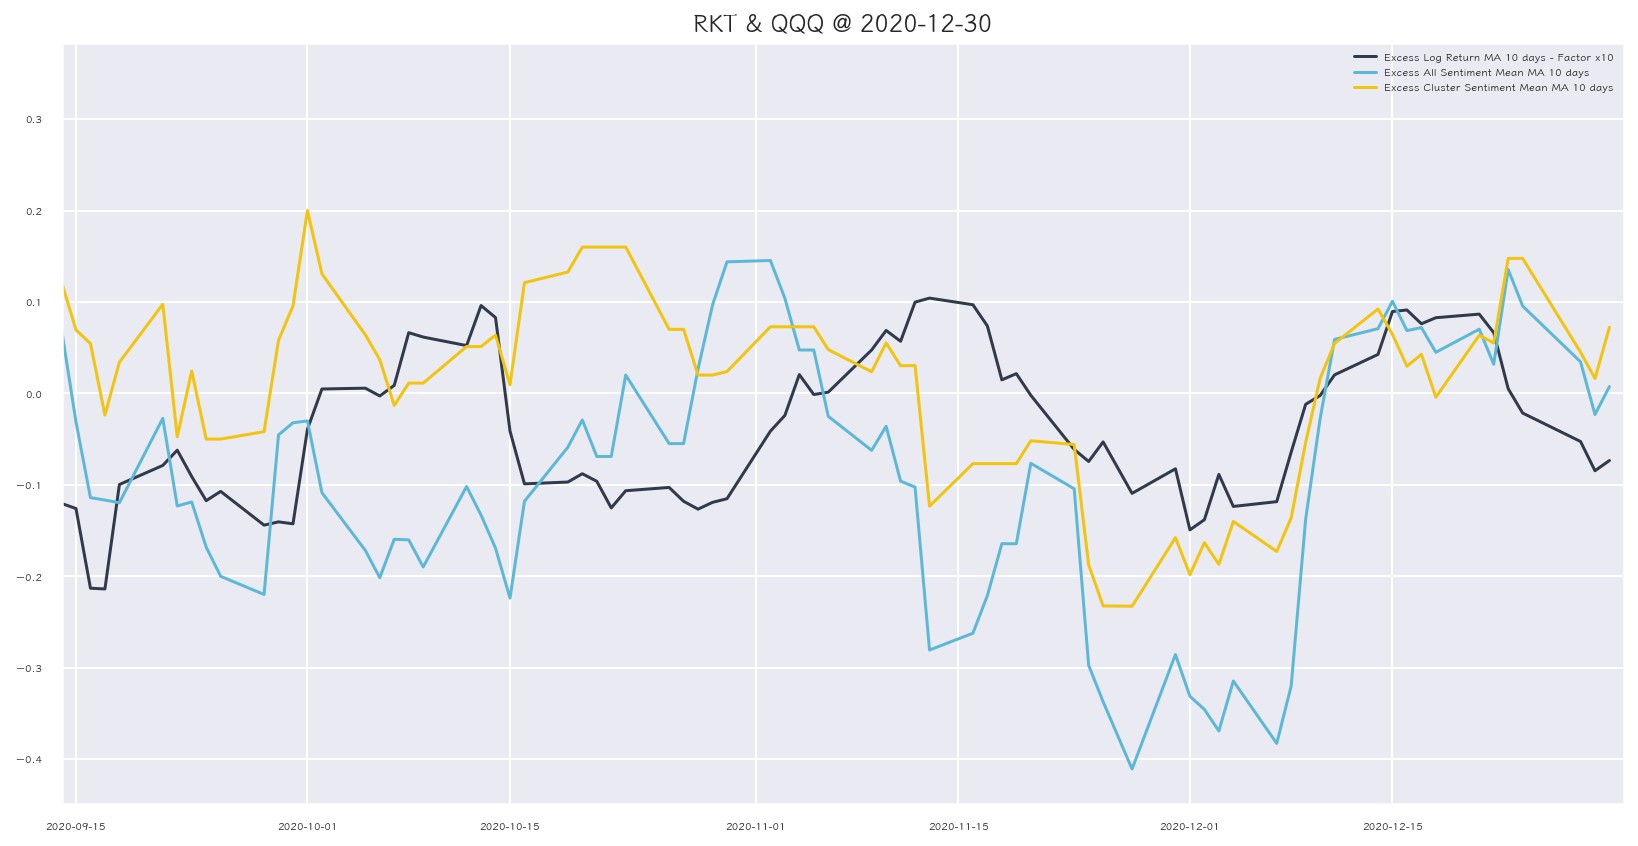 RKT & QQQ @ 2020-12-30
Excess Log Return MA 10 days - Factor x10
Excess All Sentiment Mean MA 10 days
Excess Cluster Sentiment Mean MA 10 days
0.3
0.2
0.1
0.0
−0.1
−0.2
−0.3
−0.4
2020-09-15 2020-10-01 2020-10-15 2020-11-01 2020-11-15 2020-12-01 2020-12-15